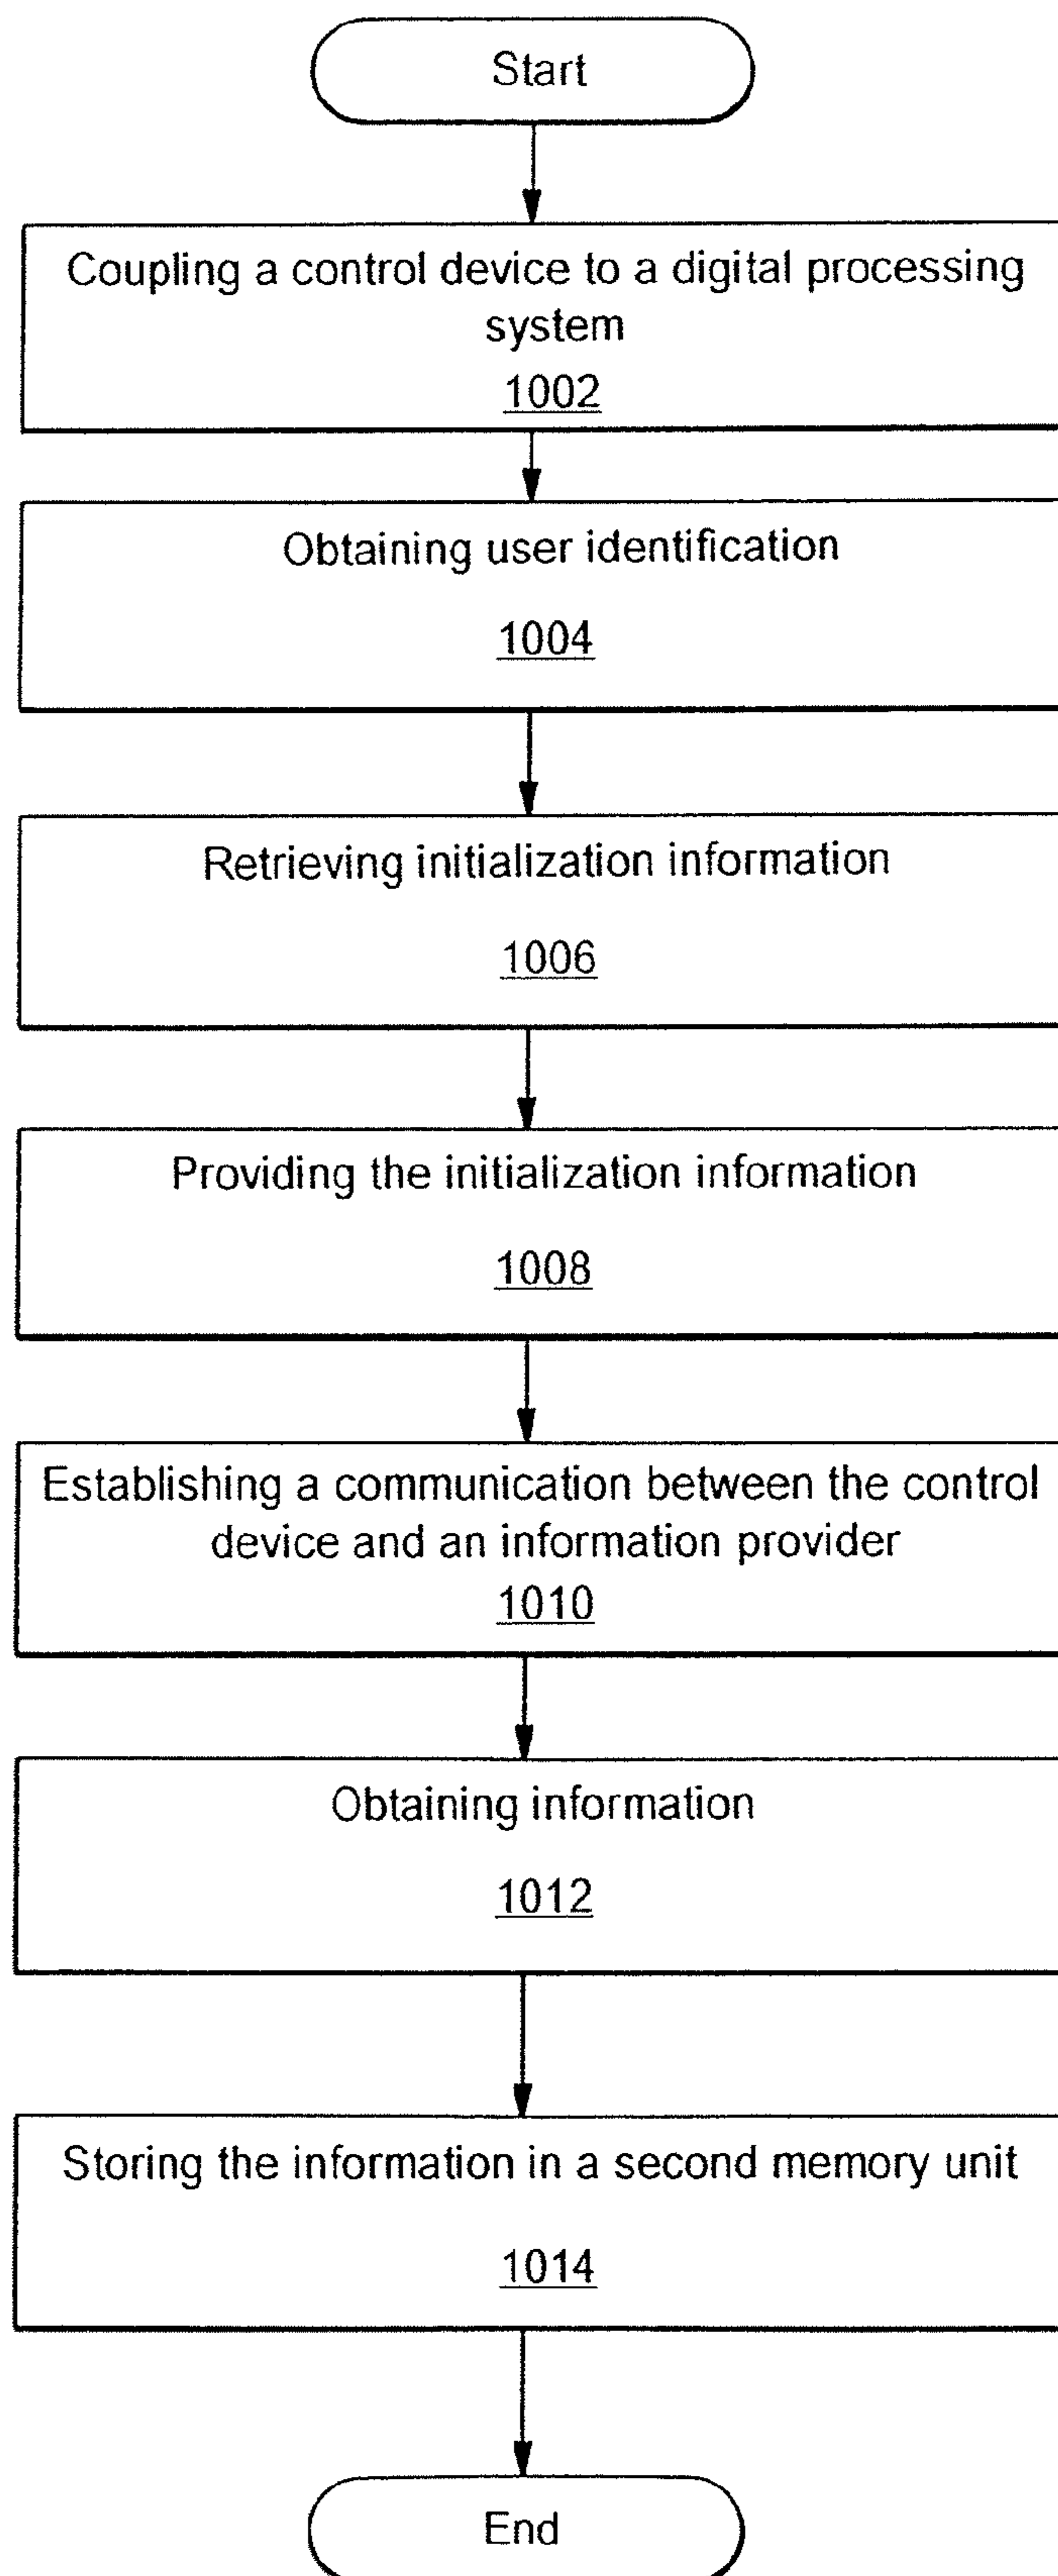 Start
Coupling a control device to a digital processing
system
1002
Obtaining user identification
1004
Retrieving initialization information
1006
Providing the initialization information
1008
Establishing a communication between the control
device and an information provider
1010
Obtaining information
1012
Storing the information in a second memory unit
1014
End